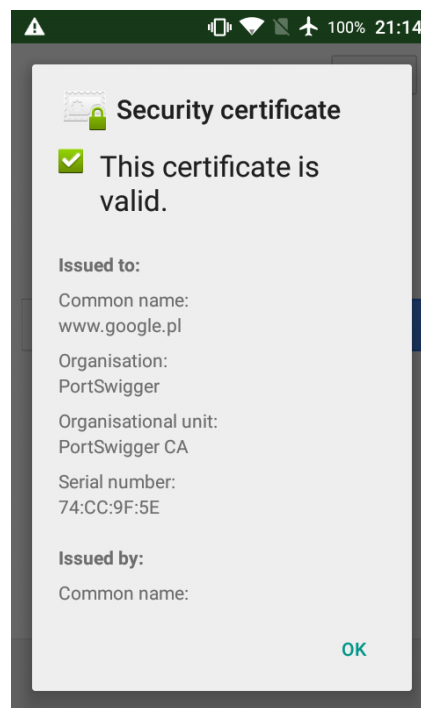 100% 21:14
Security certificate
This certificate is
valid.
Issued to:
Common name:
www.google.pl
Organisation:
PortSwigger
Organisational unit:
PortSwigger CA
Serial number:
74:CC:9F:5E
Issued by:
Common name:
OK